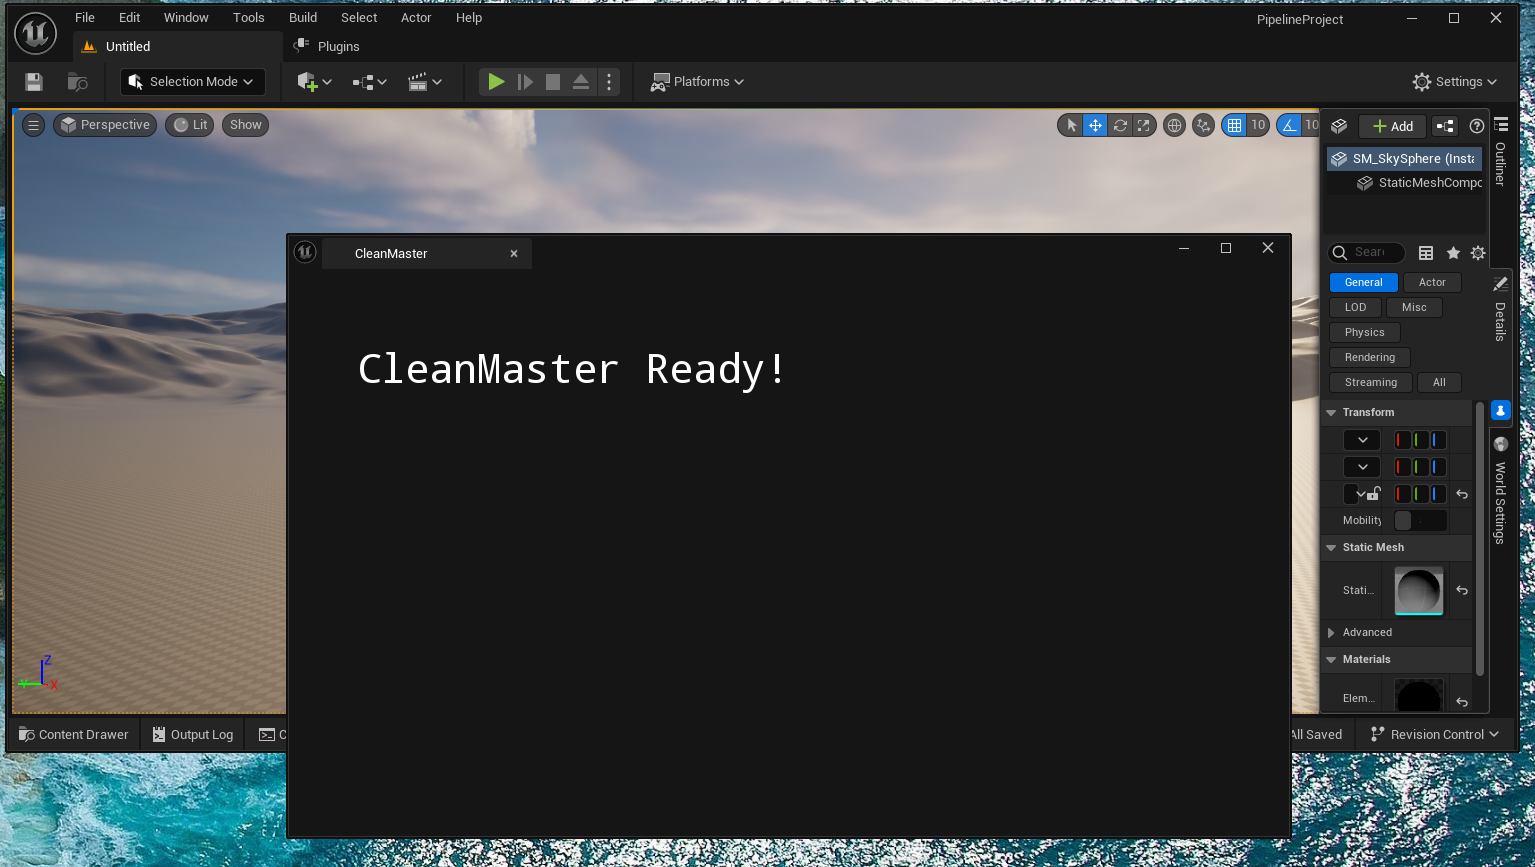 File Edit Window Tools Build Select Actor Help
PipelineProject
Untitled
Plugins
Selection Mode
Platforms
Settings
Perspective
Lit
Show
10
10
Add
SM_SkySphere (Insta
StaticMeshCompo
Outliner
CleanMaster
CleanMaster Ready!
General
Actor
LOD
Misc
Physics
Rendering
Streaming
All
Details
Transform
Mobility
World Settings
Static Mesh
Stati...
Advanced
Materials
Elem...
Z
Y
X
Content Drawer
Output Log
C
All Saved
Revision Control